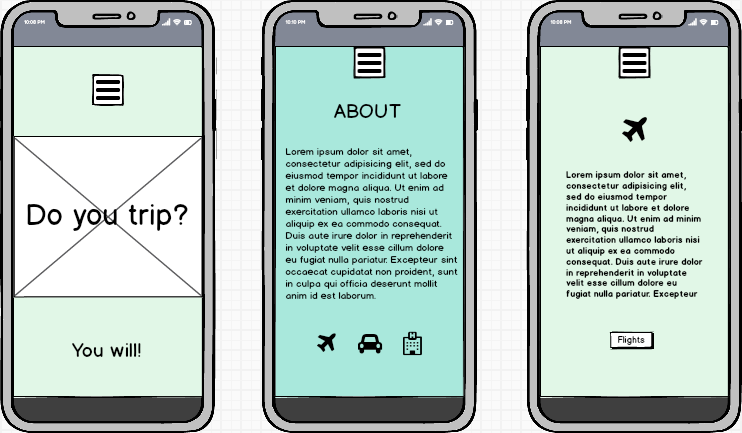 10:08 PM
Do you trip?
You will!
10:10 PM
ABOUT
Lorem ipsum dolor sit amet,
consectetur adipisicing elit, sed do
eiusmod tempor incididunt ut labore
et dolore magna aliqua. Ut enim ad
minim veniam, quis nostrud
exercitation ullamco laboris nisi ut
aliquip ex ea commodo consequat.
Duis aute irure dolor in reprehenderit
in voluptate velit esse cillum dolore
eu fugiat nulla pariatur. Excepteur sint
occaecat cupidatat non proident, sunt
in culpa qui officia deserunt mollit
anim id est laborum.
H
10:08 PM
Lorem ipsum dolor sit amet,
consectetur adipisicing elit,
sed do eiusmod tempor
incididunt ut labore et dolore
magna aliqua. Ut enim ad minim
veniam, quis nostrud
exercitation ullamco laboris nisi
ut aliquip ex ea commodo
consequat. Duis aute irure dolor
in reprehenderit in voluptate
velit esse cillum dolore eu
fugiat nulla pariatur. Excepteur
Flights